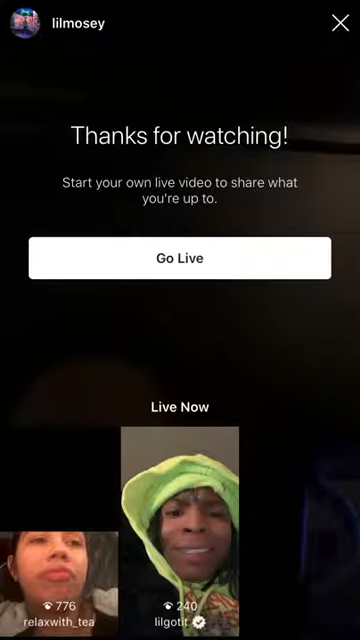 lilmosey
Thanks for watching!
Start your own live video to share what
you're up to.
Go Live
Live Now
776
relaxwith_tea
240
lilgotit